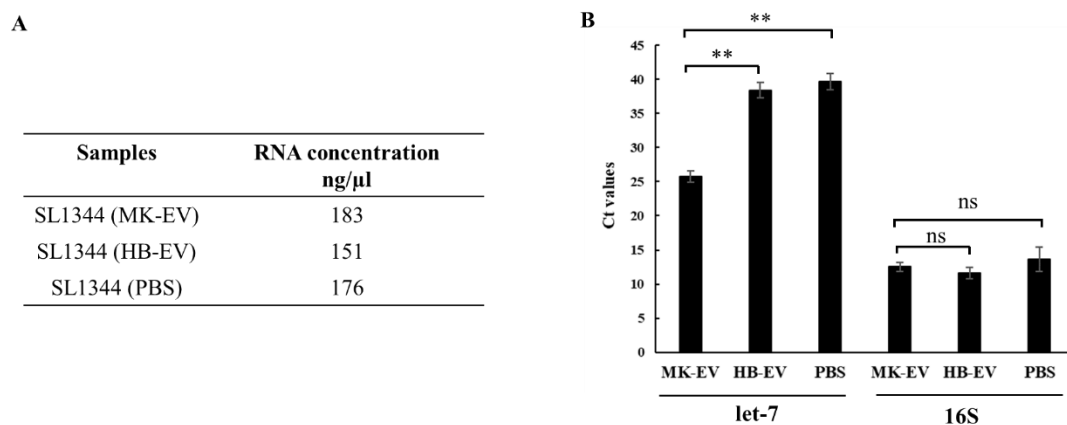 A
Samples RNA concentration
ng/µl
SL1344 (MK-EV) 183
SL1344 (HB-EV) 151
SL1344 (PBS) 176
B
**
**
45
40
35
30
25
20
15
10
5
0
Ct values
ns
ns
MK-EV HB-EV PBS MK-EV HB-EV PBS
let-7 16S